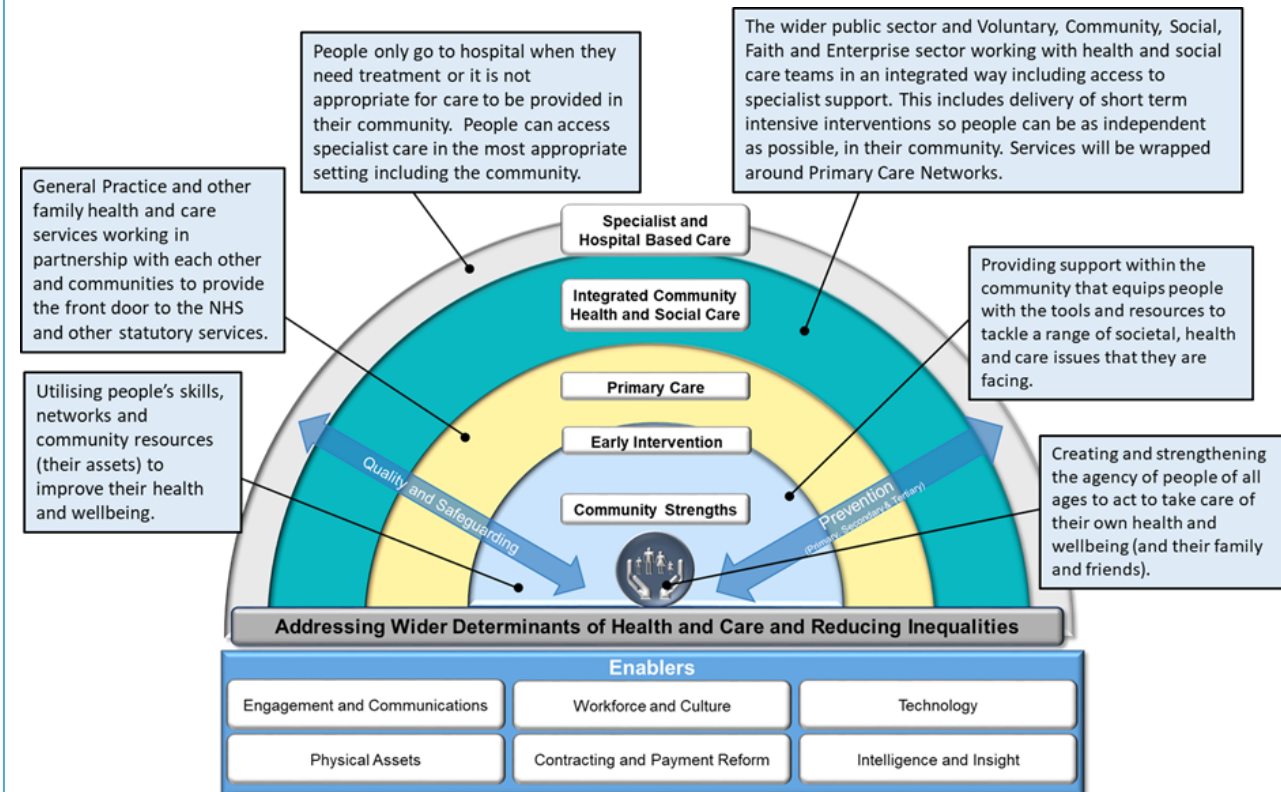 People only go to hospital when they
need treatment or it is not
appropriate for care to be provided in
their community.  People can access
specialist care in the most appropriate
setting including the community.
The wider public sector and Voluntary, Community, Social,
Faith and Enterprise sector working with health and social
care teams in an integrated way including access to
specialist support. This includes delivery of short term
intensive interventions so people can be as independent
as possible, in their community. Services will be wrapped
around Primary Care Networks.
General Practice and other
family health and care
services working in
partnership with each other
and communities to provide
the front door to the NHS
and other statutory services.
Utilising people's skills,
networks and
community resources
(their assets) to
improve their health
and wellbeing.
Specialist and
Hospital Based Care
Integrated Community
Health and Social Care
Primary Care
Early Intervention
Community Strengths
Quality and Safeguarding
Prevention
(Primary, Secondary & Tertiary)
Providing support within the
community that equips people
with the tools and resources to
tackle a range of societal, health
and care issues that they are
facing.
Creating and strengthening
the agency of people of all
ages to act to take care of
their own health and
wellbeing (and their family
and friends).
Addressing Wider Determinants of Health and Care and Reducing Inequalities
Enablers
Engagement and Communications
Workforce and Culture
Technology
Physical Assets
Contracting and Payment Reform
Intelligence and Insight